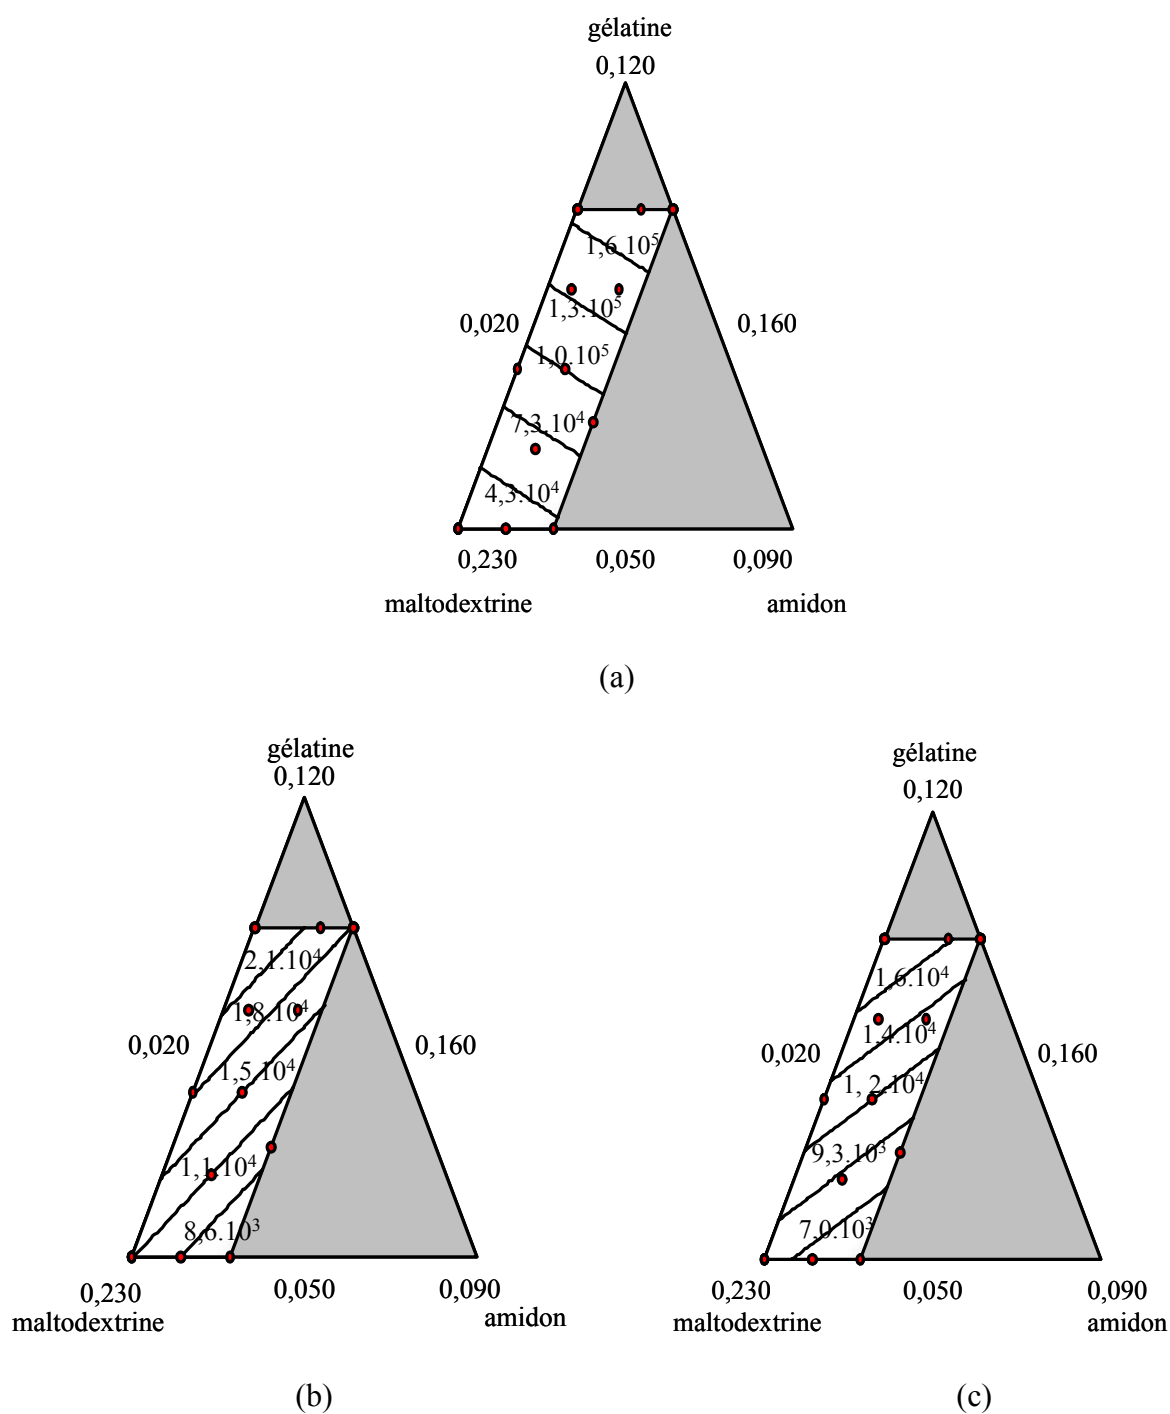 gélatine
0,120
1,6.10⁵
1,3.10⁵
0,020
0,160
1,0.10⁵
7,3.10⁴
4,3.10⁴
0,230
0,050
0,090
maltodextrine
amidon
(a)
gélatine
0,120
2,1.10⁴
1,8.10⁴
0,020
0,160
1,5.10⁴
1,1.10⁴
8,6.10³
0,230
0,050
0,090
maltodextrine
amidon
(b)
gélatine
0,120
1,6.10⁴
1,4.10⁴
0,020
0,160
1, 2.10⁴
9,3.10³
7,0.10³
0,230
0,050
0,090
maltodextrine
amidon
(c)